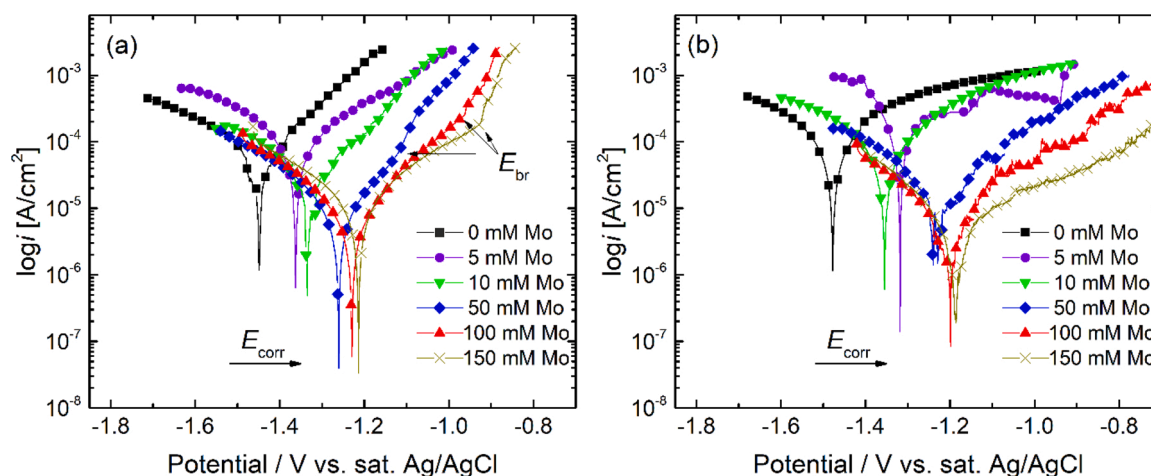 (a)
10⁻³
10⁻⁴
10⁻⁵
10⁻⁶
10⁻⁷
10⁻⁸
logi [A/cm²]
E_br
0 mM Mo
5 mM Mo
10 mM Mo
50 mM Mo
100 mM Mo
150 mM Mo
E_corr
-1.8 -1.6 -1.4 -1.2 -1.0 -0.8
Potential / V vs. sat. Ag/AgCl
(b)
10⁻³
10⁻⁴
10⁻⁵
10⁻⁶
10⁻⁷
10⁻⁸
logi [A/cm²]
0 mM Mo
5 mM Mo
10 mM Mo
50 mM Mo
100 mM Mo
150 mM Mo
E_corr
-1.8 -1.6 -1.4 -1.2 -1.0 -0.8
Potential / V vs. sat. Ag/AgCl